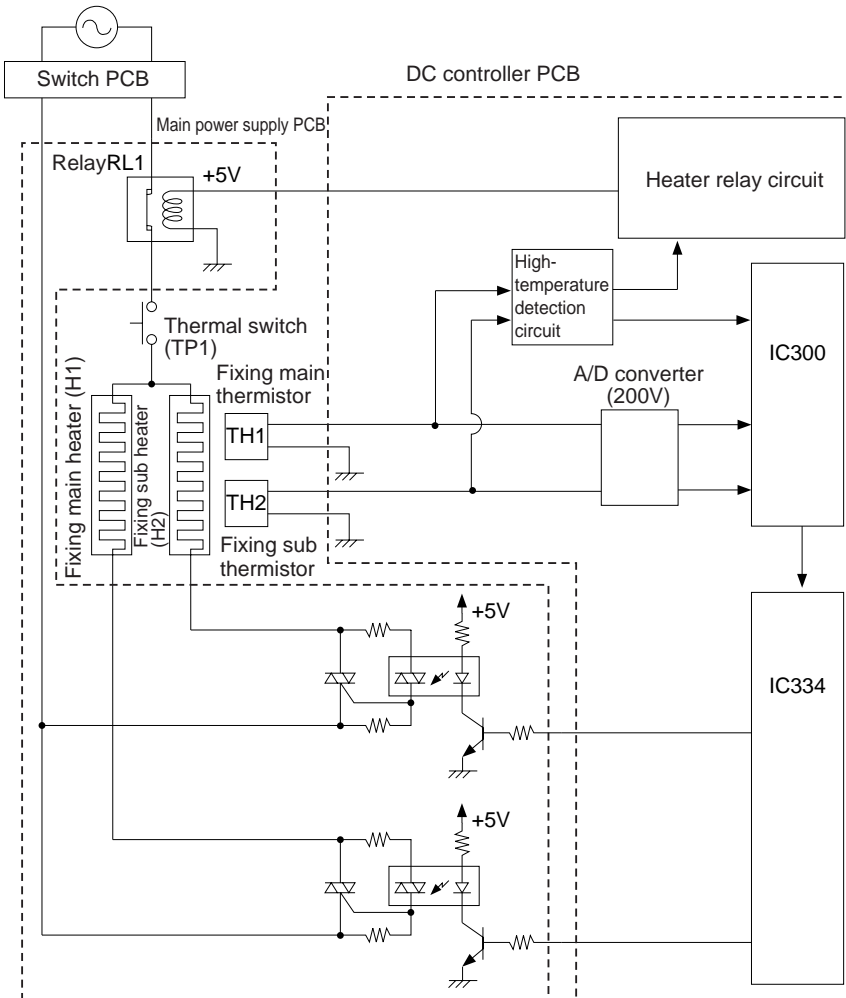 Switch PCB
DC controller PCB
Main power supply PCB
RelayRL1
+5V
Heater relay circuit
High-
temperature
detection
circuit
IC300
Thermal switch
(TP1)
Fixing main
thermistor
A/D converter
(200V)
Fixing main heater (H1)
Fixing sub heater
(H2)
TH1
TH2
Fixing sub
thermistor
+5V
IC334
+5V